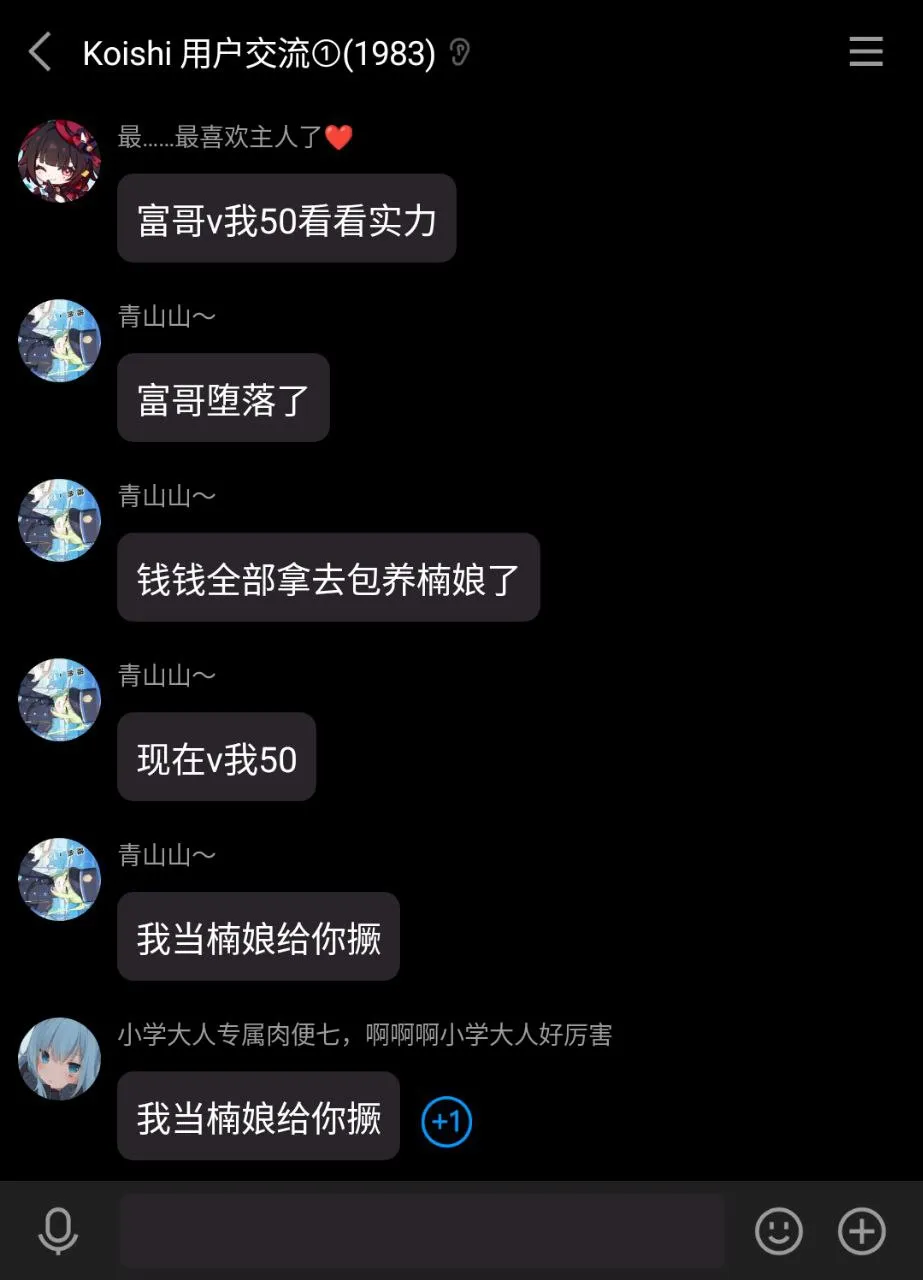 Koishi 用户交流①(1983)
最……最喜欢主人了❤️
富哥v我50看看实力
青山山～
富哥堕落了
青山山～
钱钱全部拿去包养楠娘了
青山山～
现在v我50
青山山～
我当楠娘给你撅
小学大人专属肉便七，啊啊啊小学大人好厉害
我当楠娘给你撅
+1